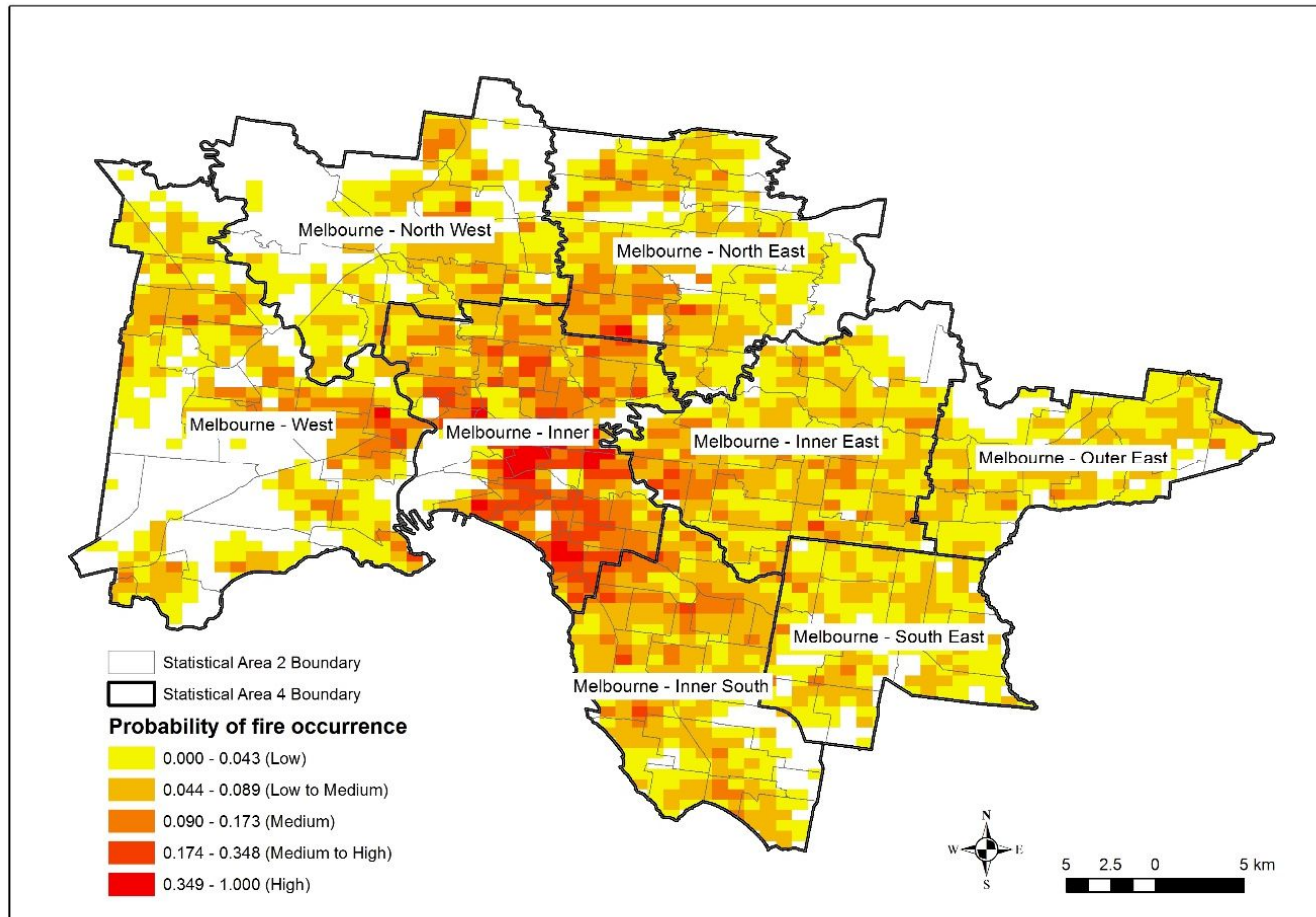 Melbourne - North West
Melbourne - North East
Melbourne - West
Melbourne - Inner
Melbourne - Inner East
Melbourne - Outer East
Melbourne - South East
Melbourne - Inner South
Statistical Area 2 Boundary
Statistical Area 4 Boundary
Probability of fire occurrence
0.000 - 0.043 (Low)
0.044 - 0.089 (Low to Medium)
0.090 - 0.173 (Medium)
0.174 - 0.348 (Medium to High)
0.349 - 1.000 (High)
N
W E
S
5 2.5 0 5 km